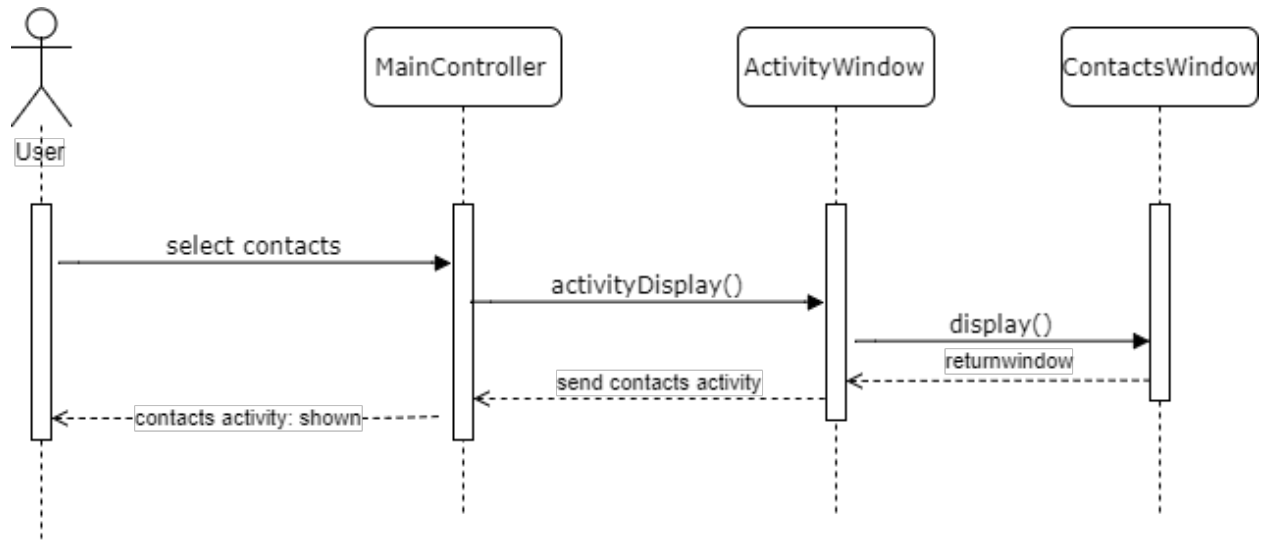 MainController
ActivityWindow
ContactsWindow
User
select contacts
activityDisplay()
display()
returnwindow
send contacts activity
contacts activity: shown